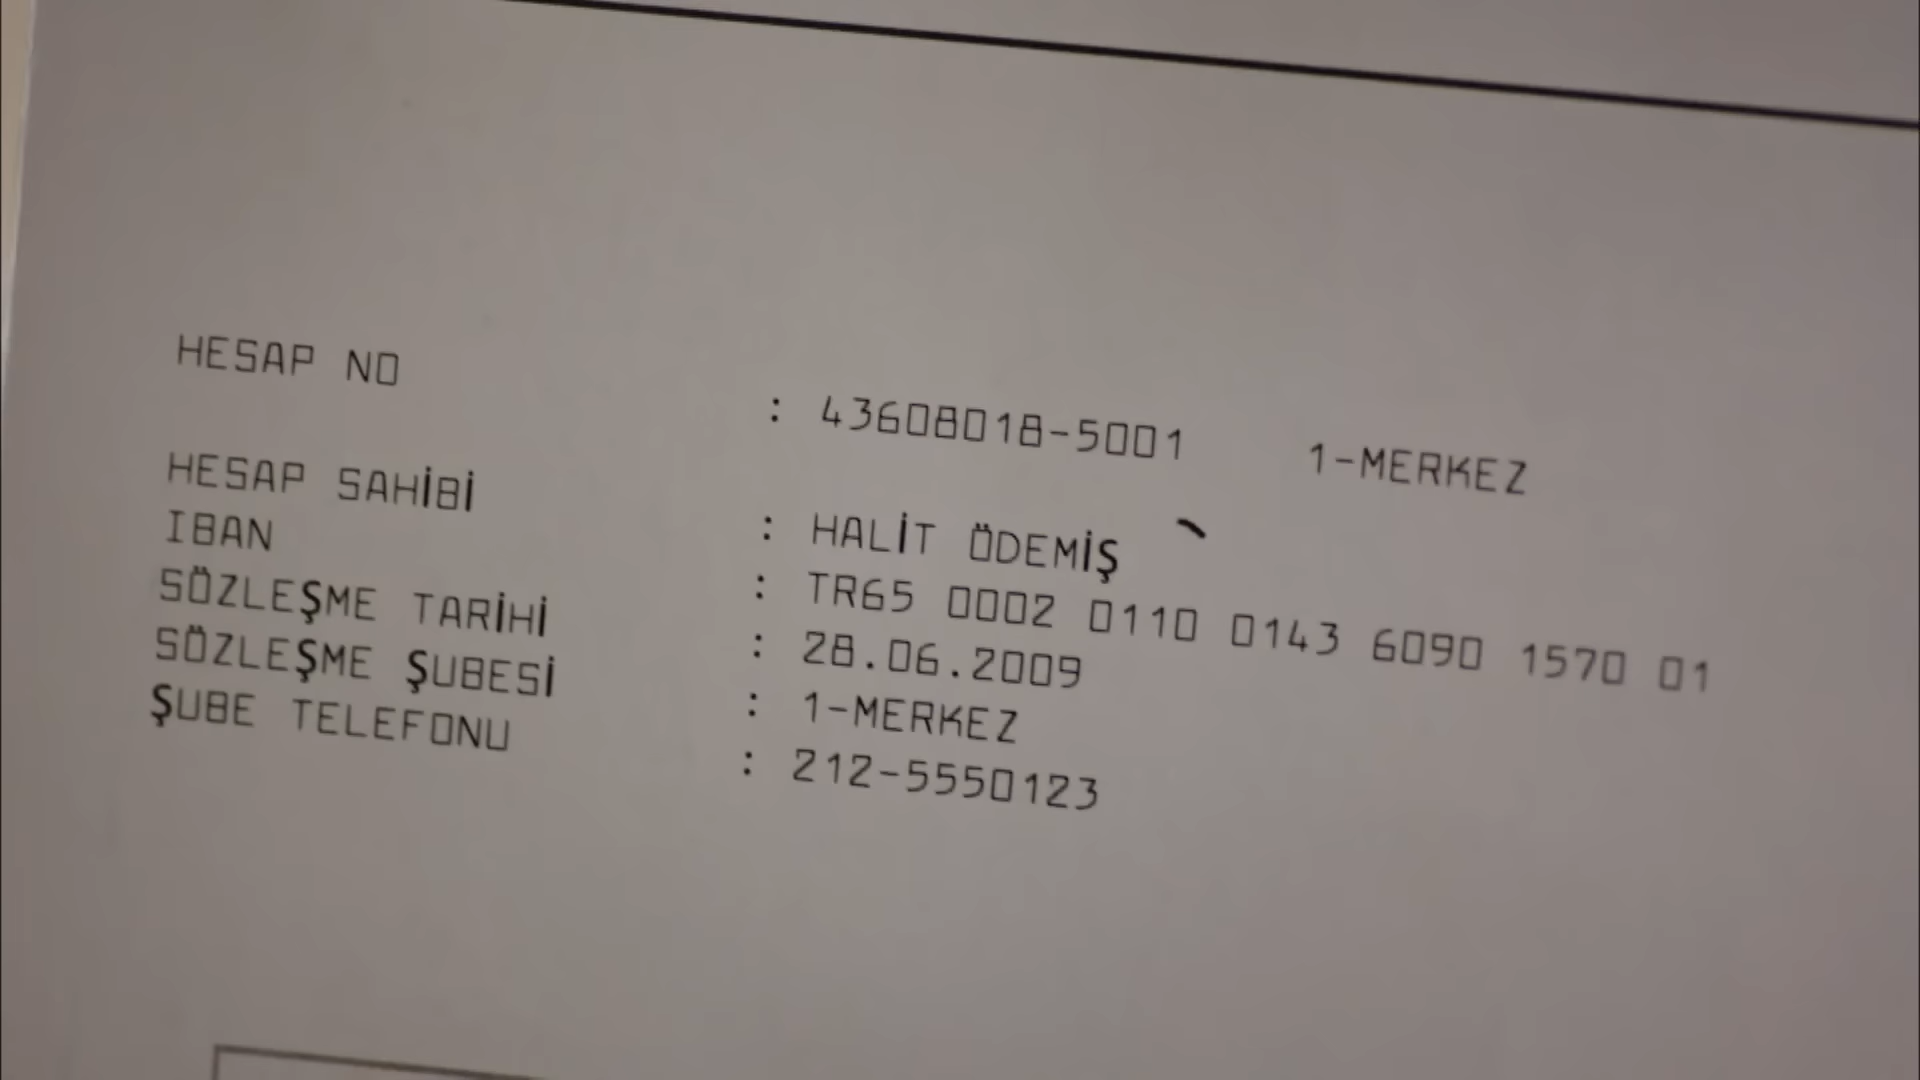 HESAP NO : 43608018-5001 1-MERKEZ
HESAP SAHİBİ : HALİT ÖDEMİŞ
IBAN : TR65 0002 0110 0143 6090 1570 01
SÖZLEŞME TARİHİ : 28.06.2009
SÖZLEŞME ŞUBESİ : 1-MERKEZ
ŞUBE TELEFONU : 212-5550123